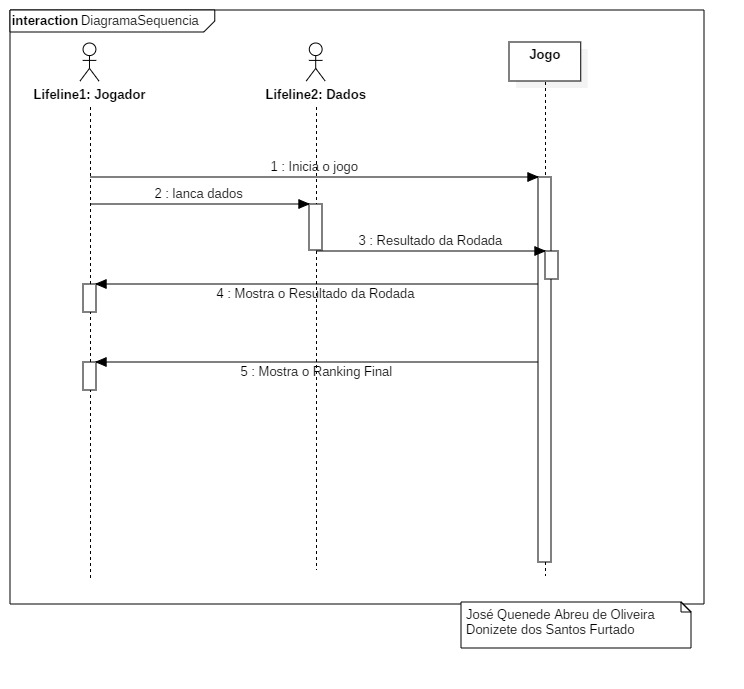 interaction DiagramaSequencia
Jogo
Lifeline1: Jogador
Lifeline2: Dados
1 : Inicia o jogo
2 : lanca dados
3 : Resultado da Rodada
4 : Mostra o Resultado da Rodada
5 : Mostra o Ranking Final
José Quenede Abreu de Oliveira
Donizete dos Santos Furtado